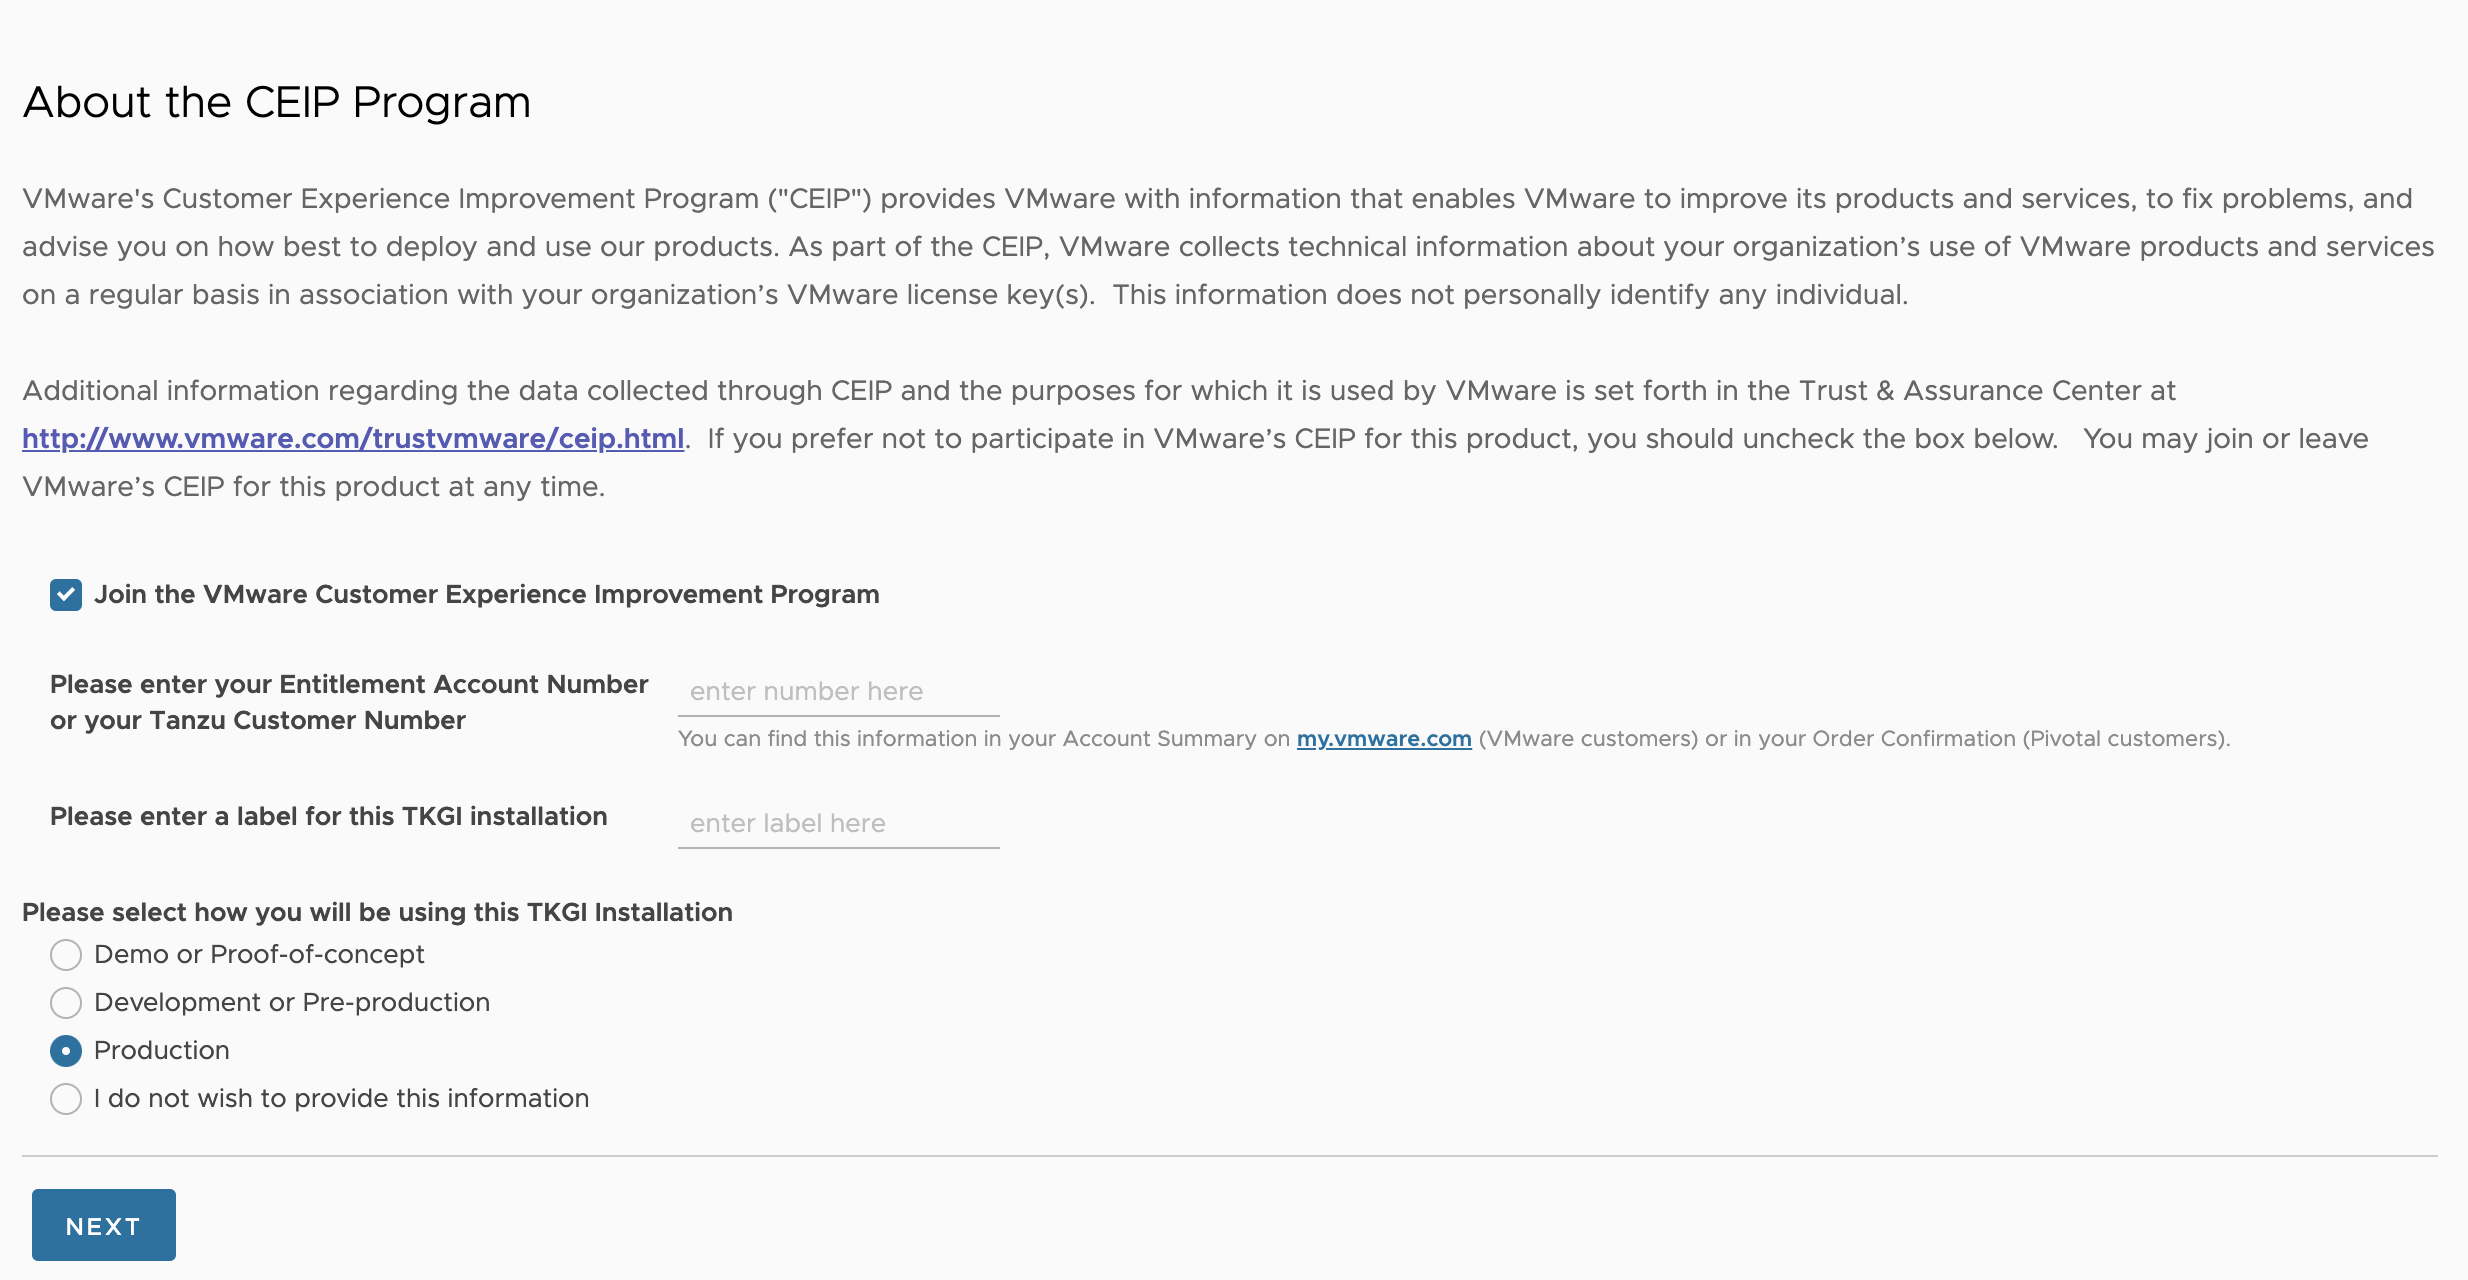 About the CEIP Program
VMware's Customer Experience Improvement Program ("CEIP") provides VMware with information that enables VMware to improve its products and services, to fix problems, and
advise you on how best to deploy and use our products. As part of the CEIP, VMware collects technical information about your organization’s use of VMware products and services
on a regular basis in association with your organization’s VMware license key(s).  This information does not personally identify any individual.
Additional information regarding the data collected through CEIP and the purposes for which it is used by VMware is set forth in the Trust & Assurance Center at
http://www.vmware.com/trustvmware/ceip.html.  If you prefer not to participate in VMware’s CEIP for this product, you should uncheck the box below.   You may join or leave
VMware’s CEIP for this product at any time.
Join the VMware Customer Experience Improvement Program
Please enter your Entitlement Account Number
or your Tanzu Customer Number
enter number here
You can find this information in your Account Summary on my.vmware.com (VMware customers) or in your Order Confirmation (Pivotal customers).
Please enter a label for this TKGI installation
enter label here
Please select how you will be using this TKGI Installation
Demo or Proof-of-concept
Development or Pre-production
Production
I do not wish to provide this information
NEXT